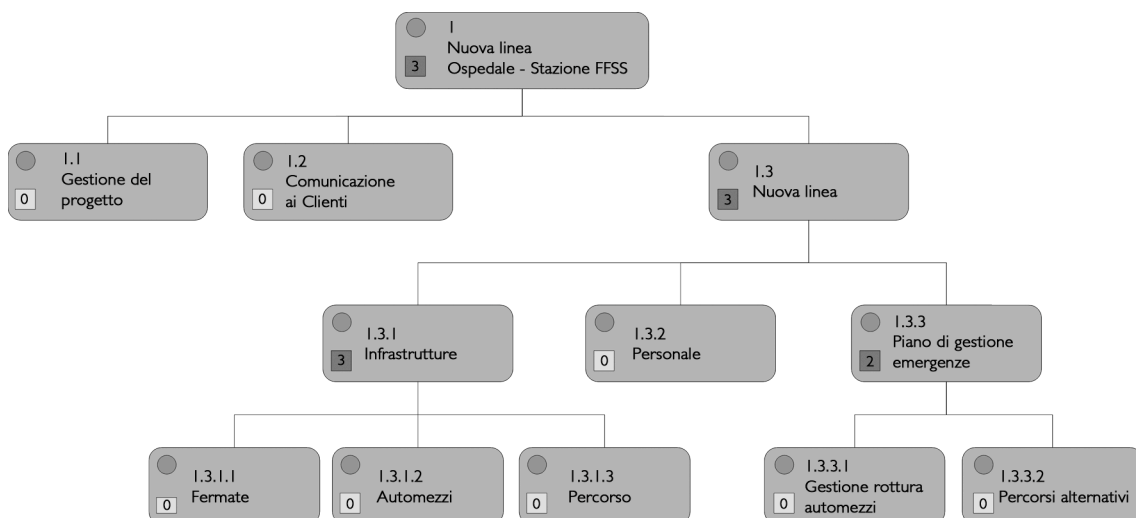 1
Nuova linea
3
Ospedale - Stazione FFSS
1.1
Gestione del
progetto
0
1.2
Comunicazione
ai Clienti
0
1.3
Nuova linea
3
1.3.1
Infrastrutture
3
1.3.2
Personale
0
1.3.3
Piano di gestione
emergenze
2
1.3.1.1
Fermate
0
1.3.1.2
Automezzi
0
1.3.1.3
Percorso
0
1.3.3.1
Gestione rottura
automezzi
0
1.3.3.2
Percorsi alternativi
0